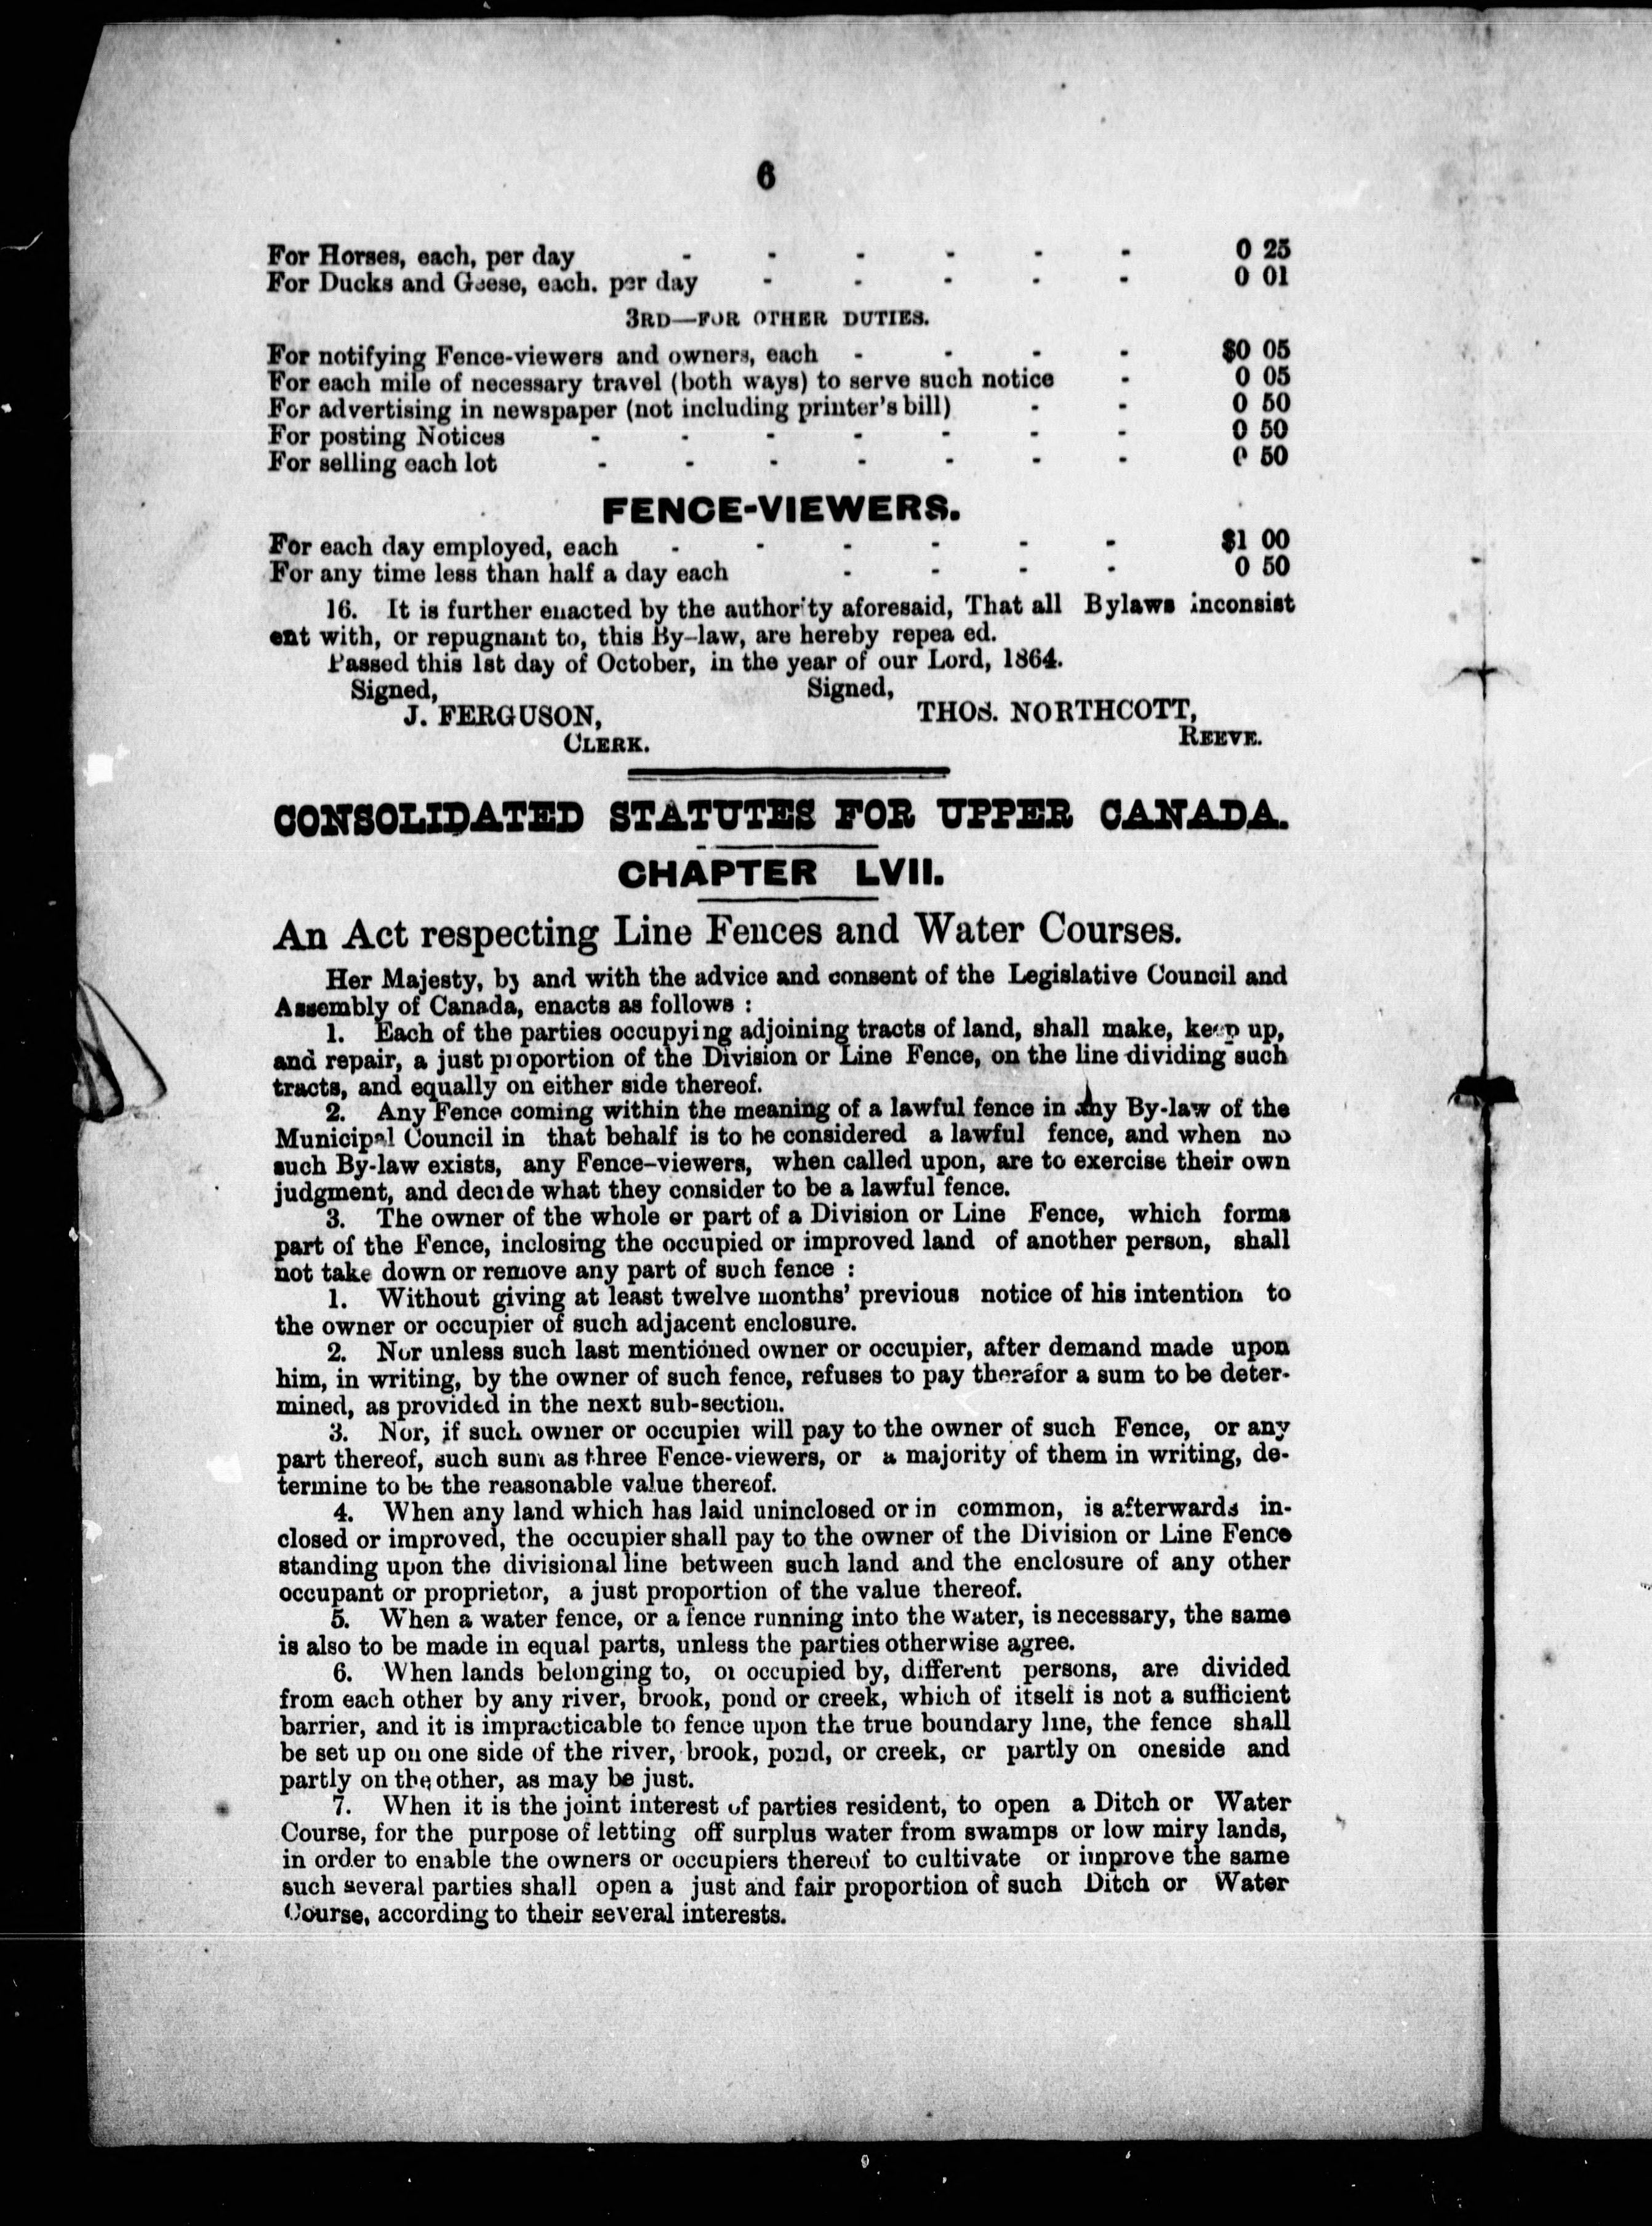 6
For Horses, each, per day - - - - - - 0 25
For Ducks and Geese, each. per day - - - - - 0 01
3RD—FOR OTHER DUTIES.
For notifying Fence-viewers and owners, each - - - - $0 05
For each mile of necessary travel (both ways) to serve such notice - 0 05
For advertising in newspaper (not including printer's bill) - - 0 50
For posting Notices - - - - - - - 0 50
For selling each lot - - - - - - - 0 50
FENCE-VIEWERS.
For each day employed, each - - - - - - $1 00
For any time less than half a day each - - - - 0 50
16. It is further enacted by the authority aforesaid, That all Bylaws inconsist
ent with, or repugnant to, this By-law, are hereby repea ed.
Passed this 1st day of October, in the year of our Lord, 1864.
Signed, Signed,
J. FERGUSON, THOS. NORTHCOTT,
CLERK. REEVE.
CONSOLIDATED STATUTES FOR UPPER CANADA.
CHAPTER LVII.
An Act respecting Line Fences and Water Courses.
Her Majesty, by and with the advice and consent of the Legislative Council and
Assembly of Canada, enacts as follows :
1. Each of the parties occupying adjoining tracts of land, shall make, keep up,
and repair, a just proportion of the Division or Line Fence, on the line dividing such
tracts, and equally on either side thereof.
2. Any Fence coming within the meaning of a lawful fence in any By-law of the
Municipal Council in that behalf is to be considered a lawful fence, and when no
such By-law exists, any Fence-viewers, when called upon, are to exercise their own
judgment, and decide what they consider to be a lawful fence.
3. The owner of the whole or part of a Division or Line Fence, which forms
part of the Fence, inclosing the occupied or improved land of another person, shall
not take down or remove any part of such fence :
1. Without giving at least twelve months' previous notice of his intention to
the owner or occupier of such adjacent enclosure.
2. Nor unless such last mentioned owner or occupier, after demand made upon
him, in writing, by the owner of such fence, refuses to pay therefor a sum to be deter-
mined, as provided in the next sub-section.
3. Nor, if such owner or occupier will pay to the owner of such Fence, or any
part thereof, such sum as three Fence-viewers, or a majority of them in writing, de-
termine to be the reasonable value thereof.
4. When any land which has laid uninclosed or in common, is afterwards in-
closed or improved, the occupier shall pay to the owner of the Division or Line Fence
standing upon the divisional line between such land and the enclosure of any other
occupant or proprietor, a just proportion of the value thereof.
5. When a water fence, or a fence running into the water, is necessary, the same
is also to be made in equal parts, unless the parties otherwise agree.
6. When lands belonging to, or occupied by, different persons, are divided
from each other by any river, brook, pond or creek, which of itself is not a sufficient
barrier, and it is impracticable to fence upon the true boundary line, the fence shall
be set up on one side of the river, brook, pond, or creek, or partly on oneside and
partly on the other, as may be just.
7. When it is the joint interest of parties resident, to open a Ditch or Water
Course, for the purpose of letting off surplus water from swamps or low miry lands,
in order to enable the owners or occupiers thereof to cultivate or improve the same
such several parties shall open a just and fair proportion of such Ditch or Water
Course, according to their several interests.